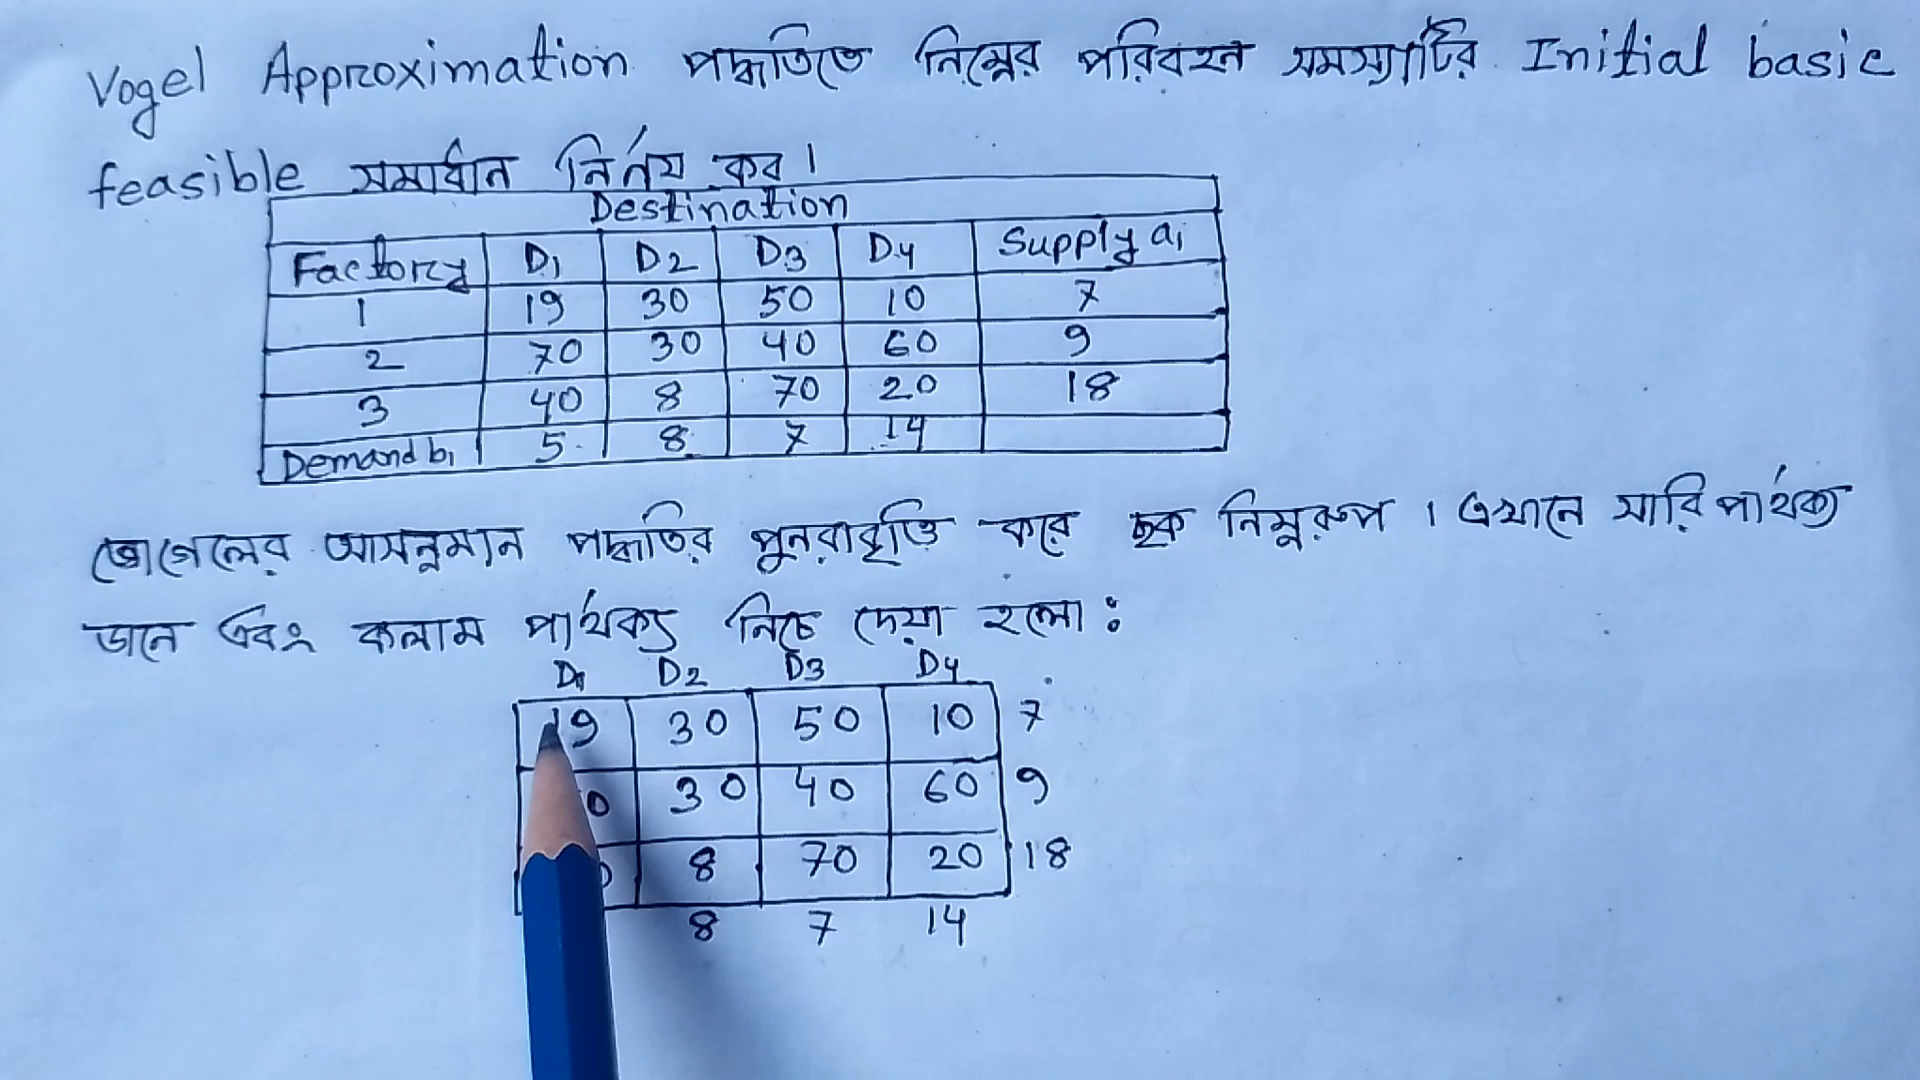 Vogel Approximation পদ্ধতিতে নিম্নের পরিবহন সমস্যাটির Initial basic
feasible সমাধান নির্ণয় কর।
Destination
Factory D1 D2 D3 D4 Supply a1
1 19 30 50 10 7
2 70 30 40 60 9
3 40 8 70 20 18
Demand b1 5 8 7 14
ভোগেলের আসন্নমান পদ্ধতির পুনরাবৃত্তি করে ছক নিম্নরুপ। এখানে সারি পার্থক্য
ডানে এবং কলাম পার্থক্য নিচে দেয়া হলো:
D1 D2 D3 D4
19 30 50 10 7
0 30 40 60 9
8 70 20 18
8 7 14